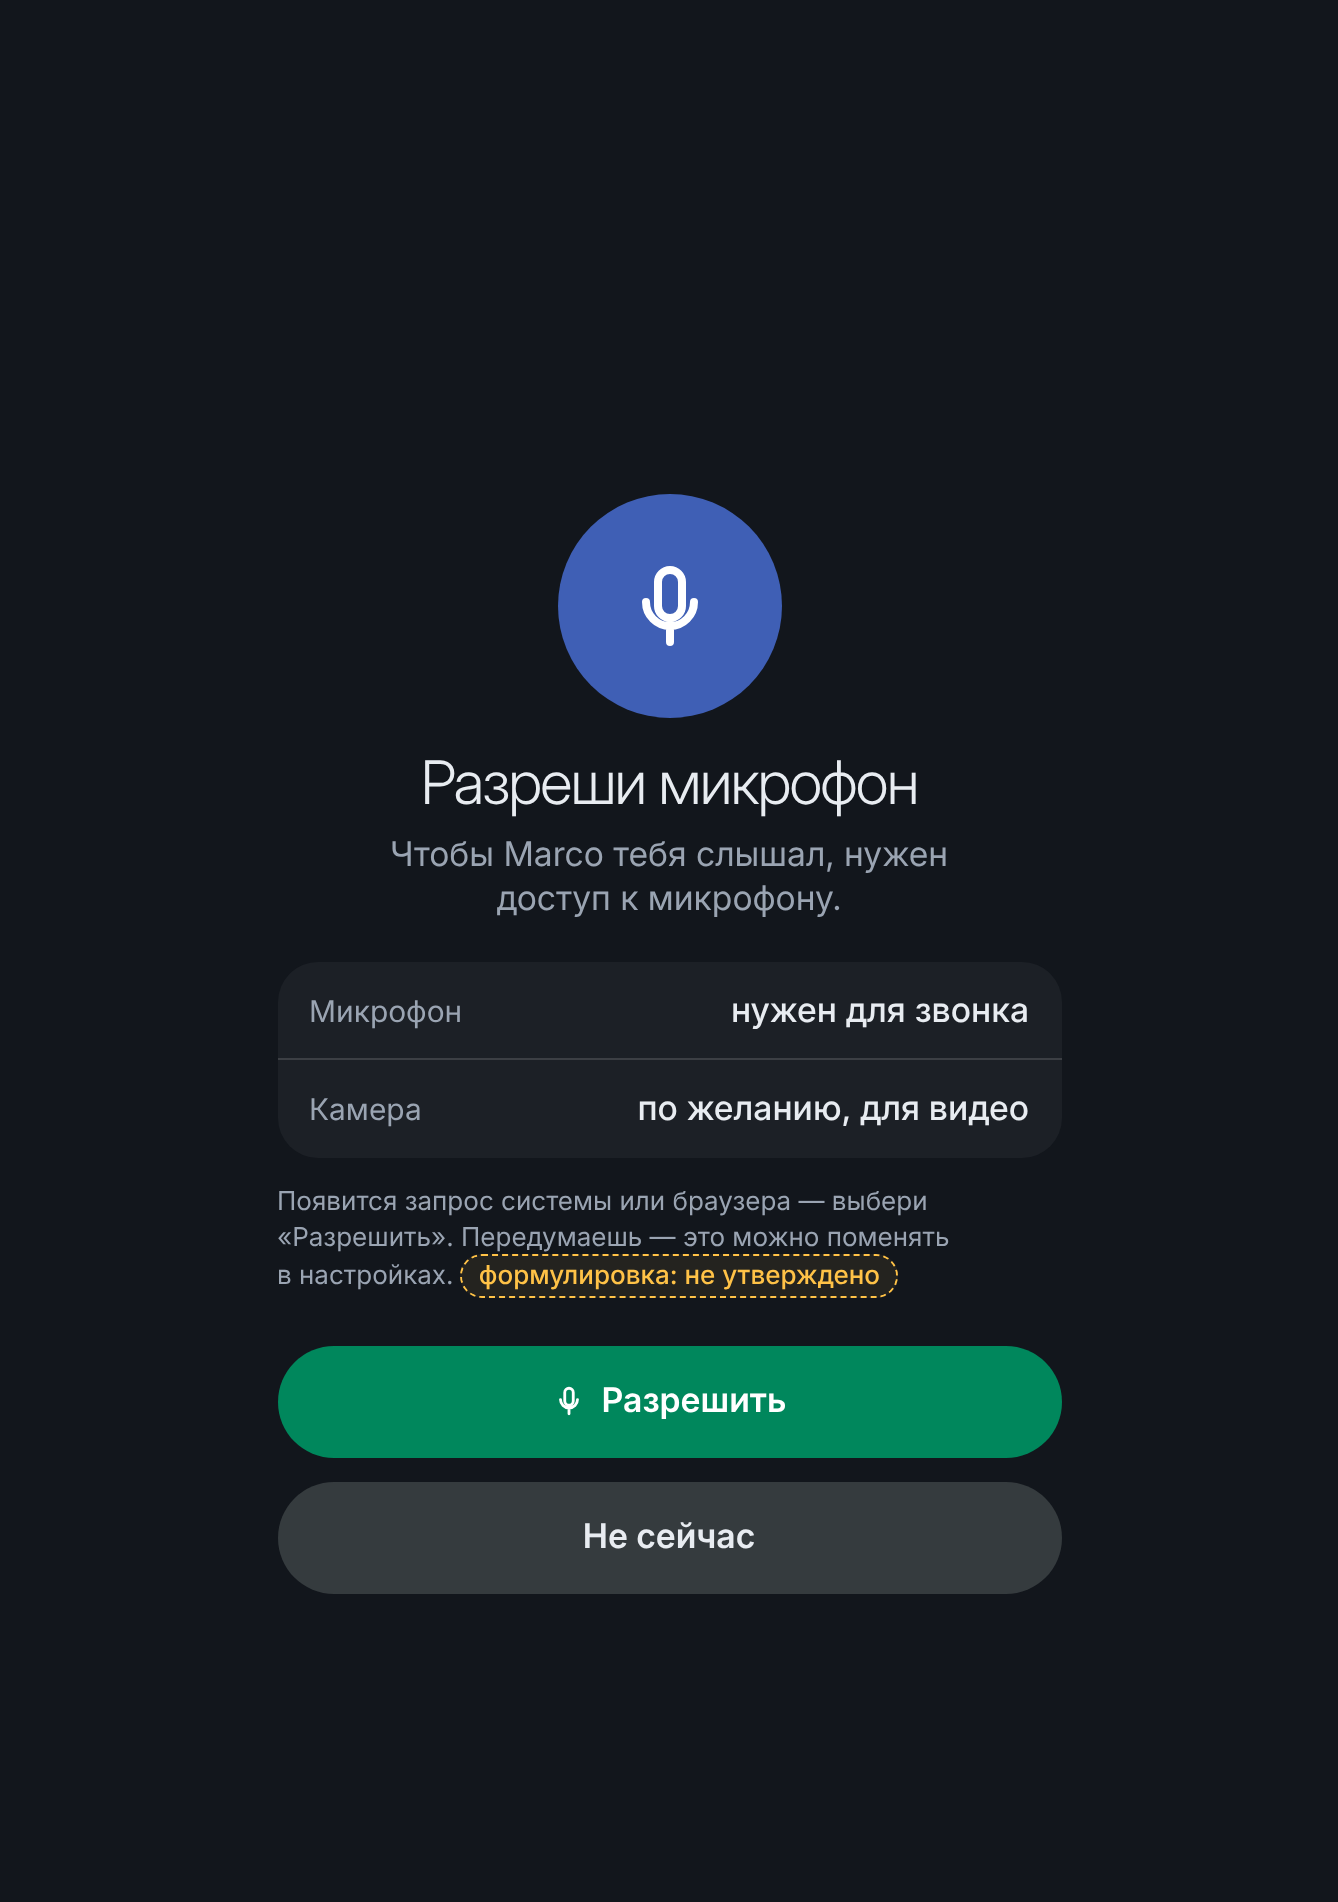 Разреши микрофон
Чтобы Marco тебя слышал, нужен
доступ к микрофону.
Микрофон нужен для звонка
Камера по желанию, для видео
Появится запрос системы или браузера — выбери
«Разрешить». Передумаешь — это можно поменять
в настройках. формулировка: не утверждено
Разрешить
Не сейчас